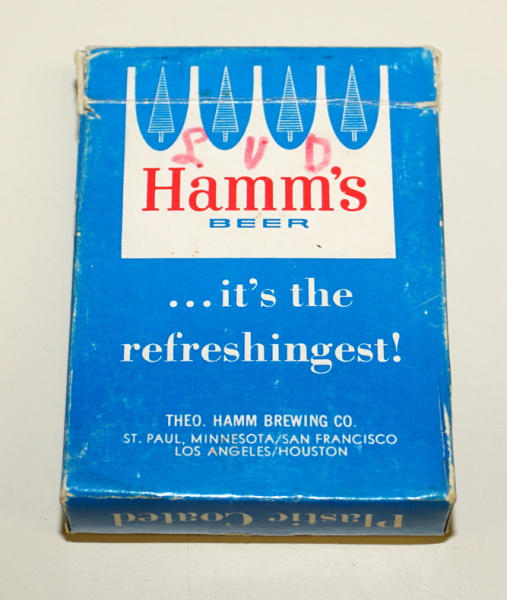 L V D
Hamm's
BEER
...it's the
refreshingest!
THEO. HAMM BREWING CO.
ST. PAUL, MINNESOTA/SAN FRANCISCO
LOS ANGELES/HOUSTON
Plastic Coated